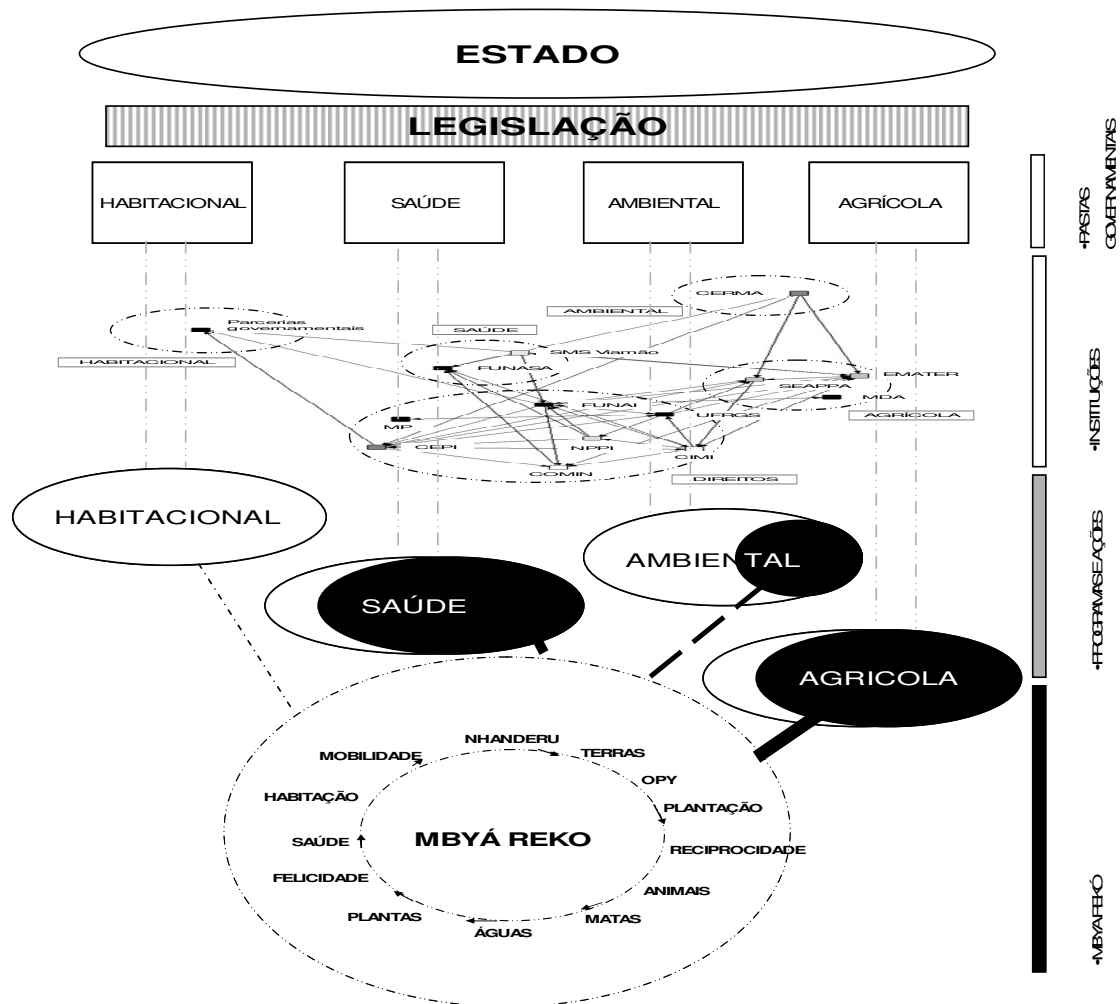 ESTADO
LEGISLAÇÃO
HABITACIONAL
SAÚDE
AMBIENTAL
AGRÍCOLA
CERMA
AMBIENTAL
Parcerias
governamentais
SAÚDE
HABITACIONAL
SMS Viamão
FUNASA
EMATER
SEAPPA
MDA
FUNAI
UFRGS
AGRÍCOLA
MP
CEPI
NPPI
CIMI
COMIN
DIREITOS
HABITACIONAL
AMBIENTAL
SAÚDE
AGRICOLA
NHANDERU
MOBILIDADE
TERRAS
OPY
HABITAÇÃO
PLANTAÇÃO
MBYÁ REKO
SAÚDE
RECIPROCIDADE
FELICIDADE
ANIMAIS
PLANTAS
MATAS
ÁGUAS
•PASTAS
GOVERNAMENTAIS
•INSTITUÇÕES
•PROGRAMAS E AÇÕES
•MBYA REKÓ